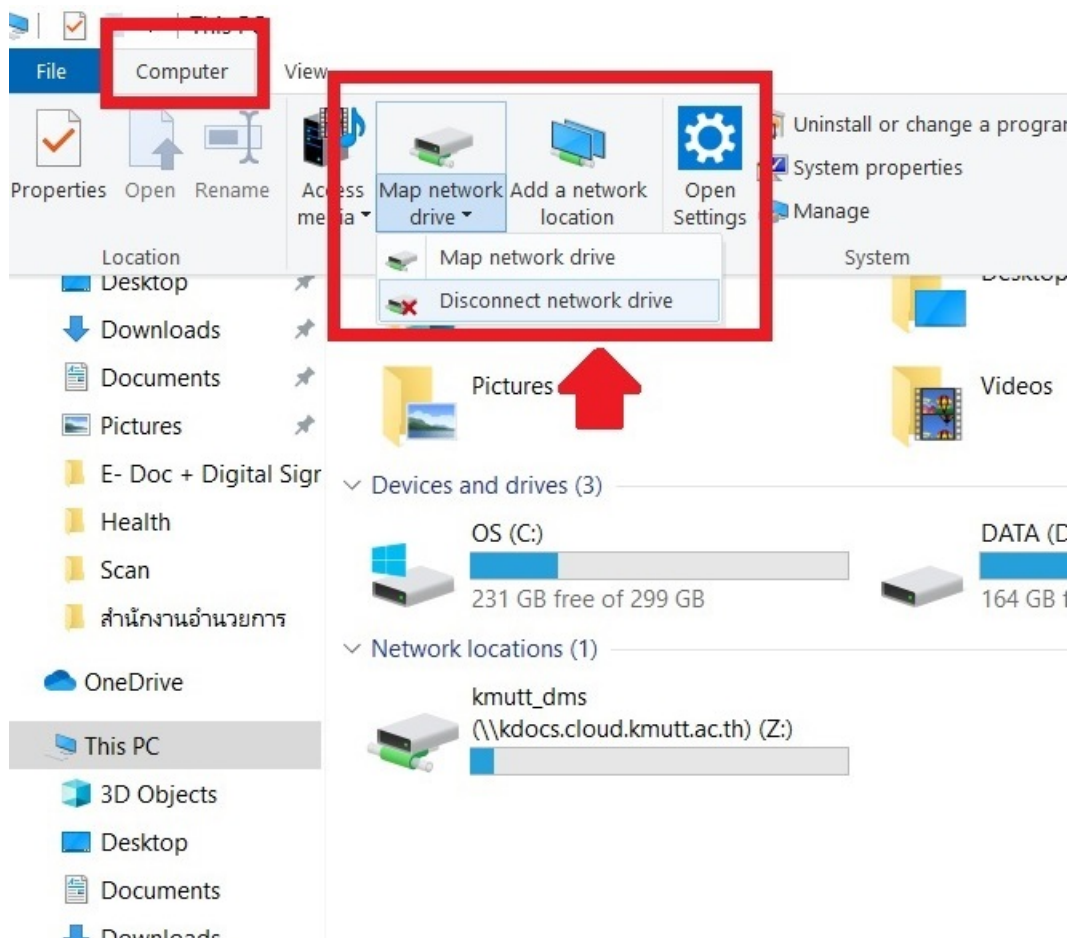 This PC
File Computer View
Properties Open Rename Access media Map network drive Add a network location Open Settings Uninstall or change a
System properties
Manage
Location System
Map network drive
Disconnect network drive
Desktop
Downloads
Documents
Pictures
E- Doc + Digital
Health
Scan
สำนักงานอำนวยการ
OneDrive
This PC
3D Objects
Desktop
Documents
Downloads
Desktop
Pictures Videos
Devices and drives (3)
OS (C:) DATA
231 GB free of 299 GB 164 GB
Network locations (1)
kmutt_dms
(\\kdocs.cloud.kmutt.ac.th) (Z:)